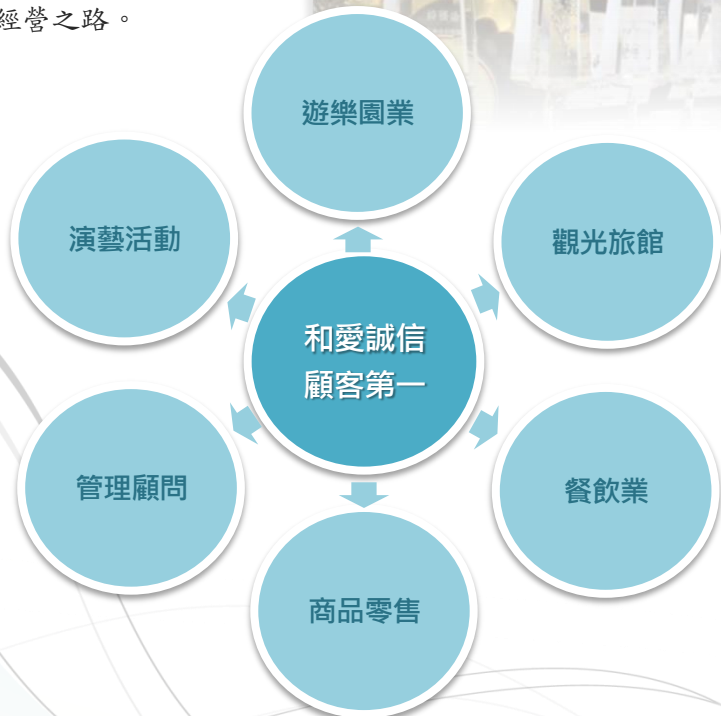 經營之路。
遊樂園業
演藝活動
觀光旅館
和愛誠信
顧客第一
管理顧問
餐飲業
商品零售